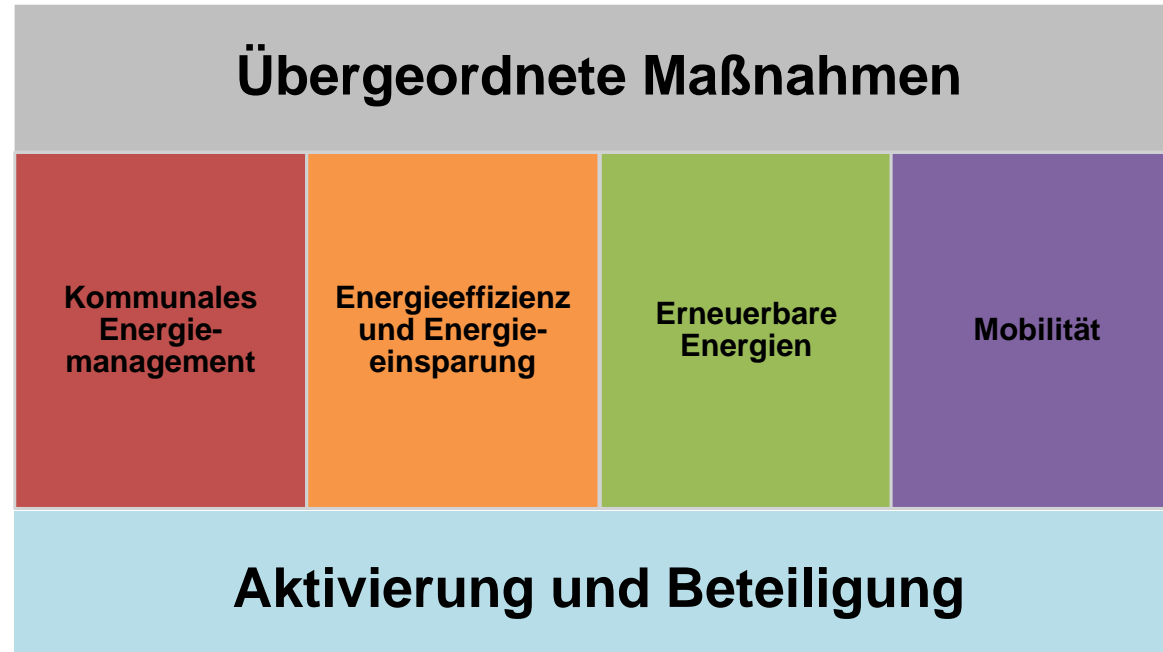 Übergeordnete Maßnahmen
Kommunales
Energie-
management
Energieeffizienz
und Energie-
einsparung
Erneuerbare
Energien
Mobilität
Aktivierung und Beteiligung